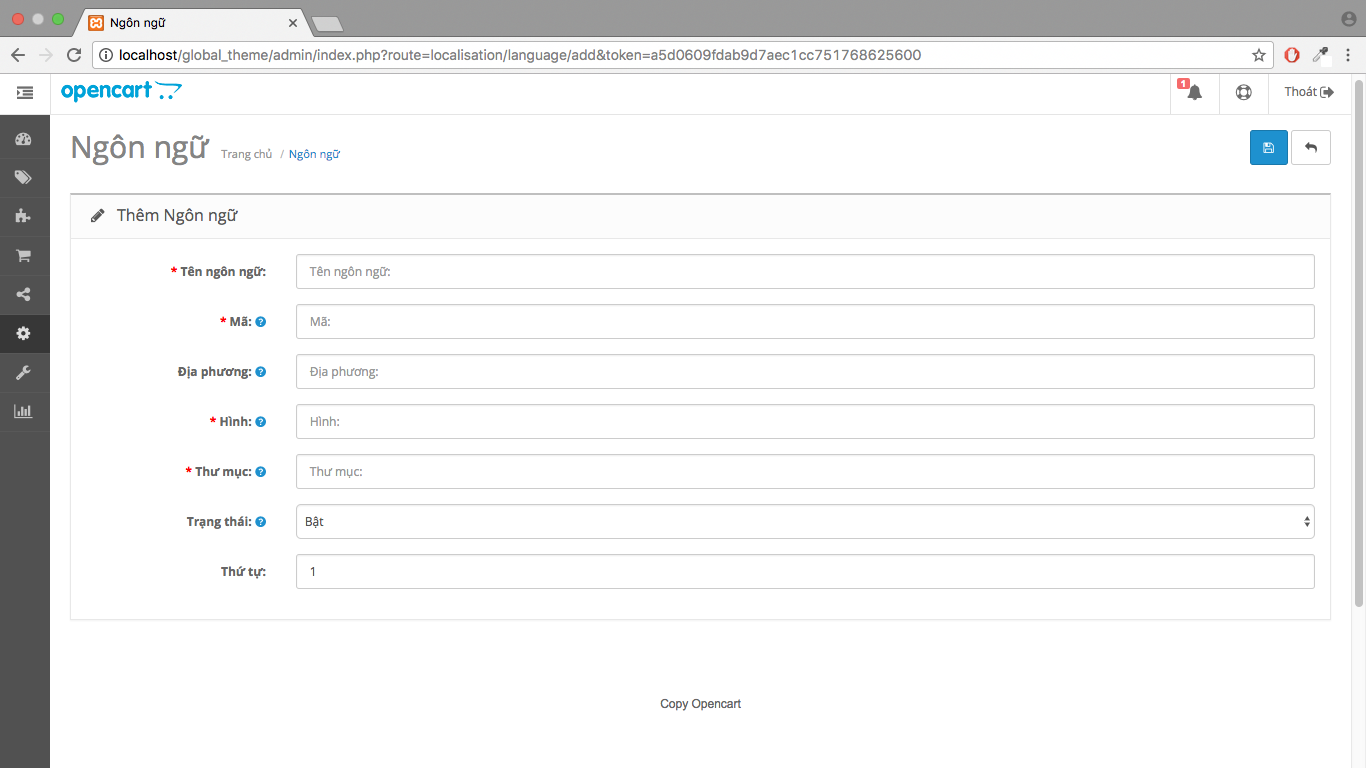 Ngôn ngữ
localhost/global_theme/admin/index.php?route=localisation/language/add&token=a5d0609fdab9d7aec1cc751768625600
opencart
1
Thoát
Ngôn ngữ
Trang chủ / Ngôn ngữ
Thêm Ngôn ngữ
* Tên ngôn ngữ: Tên ngôn ngữ:
* Mã: ? Mã:
Địa phương: ? Địa phương:
* Hình: ? Hình:
* Thư mục: ? Thư mục:
Trạng thái: ? Bật
Thứ tự: 1
Copy Opencart